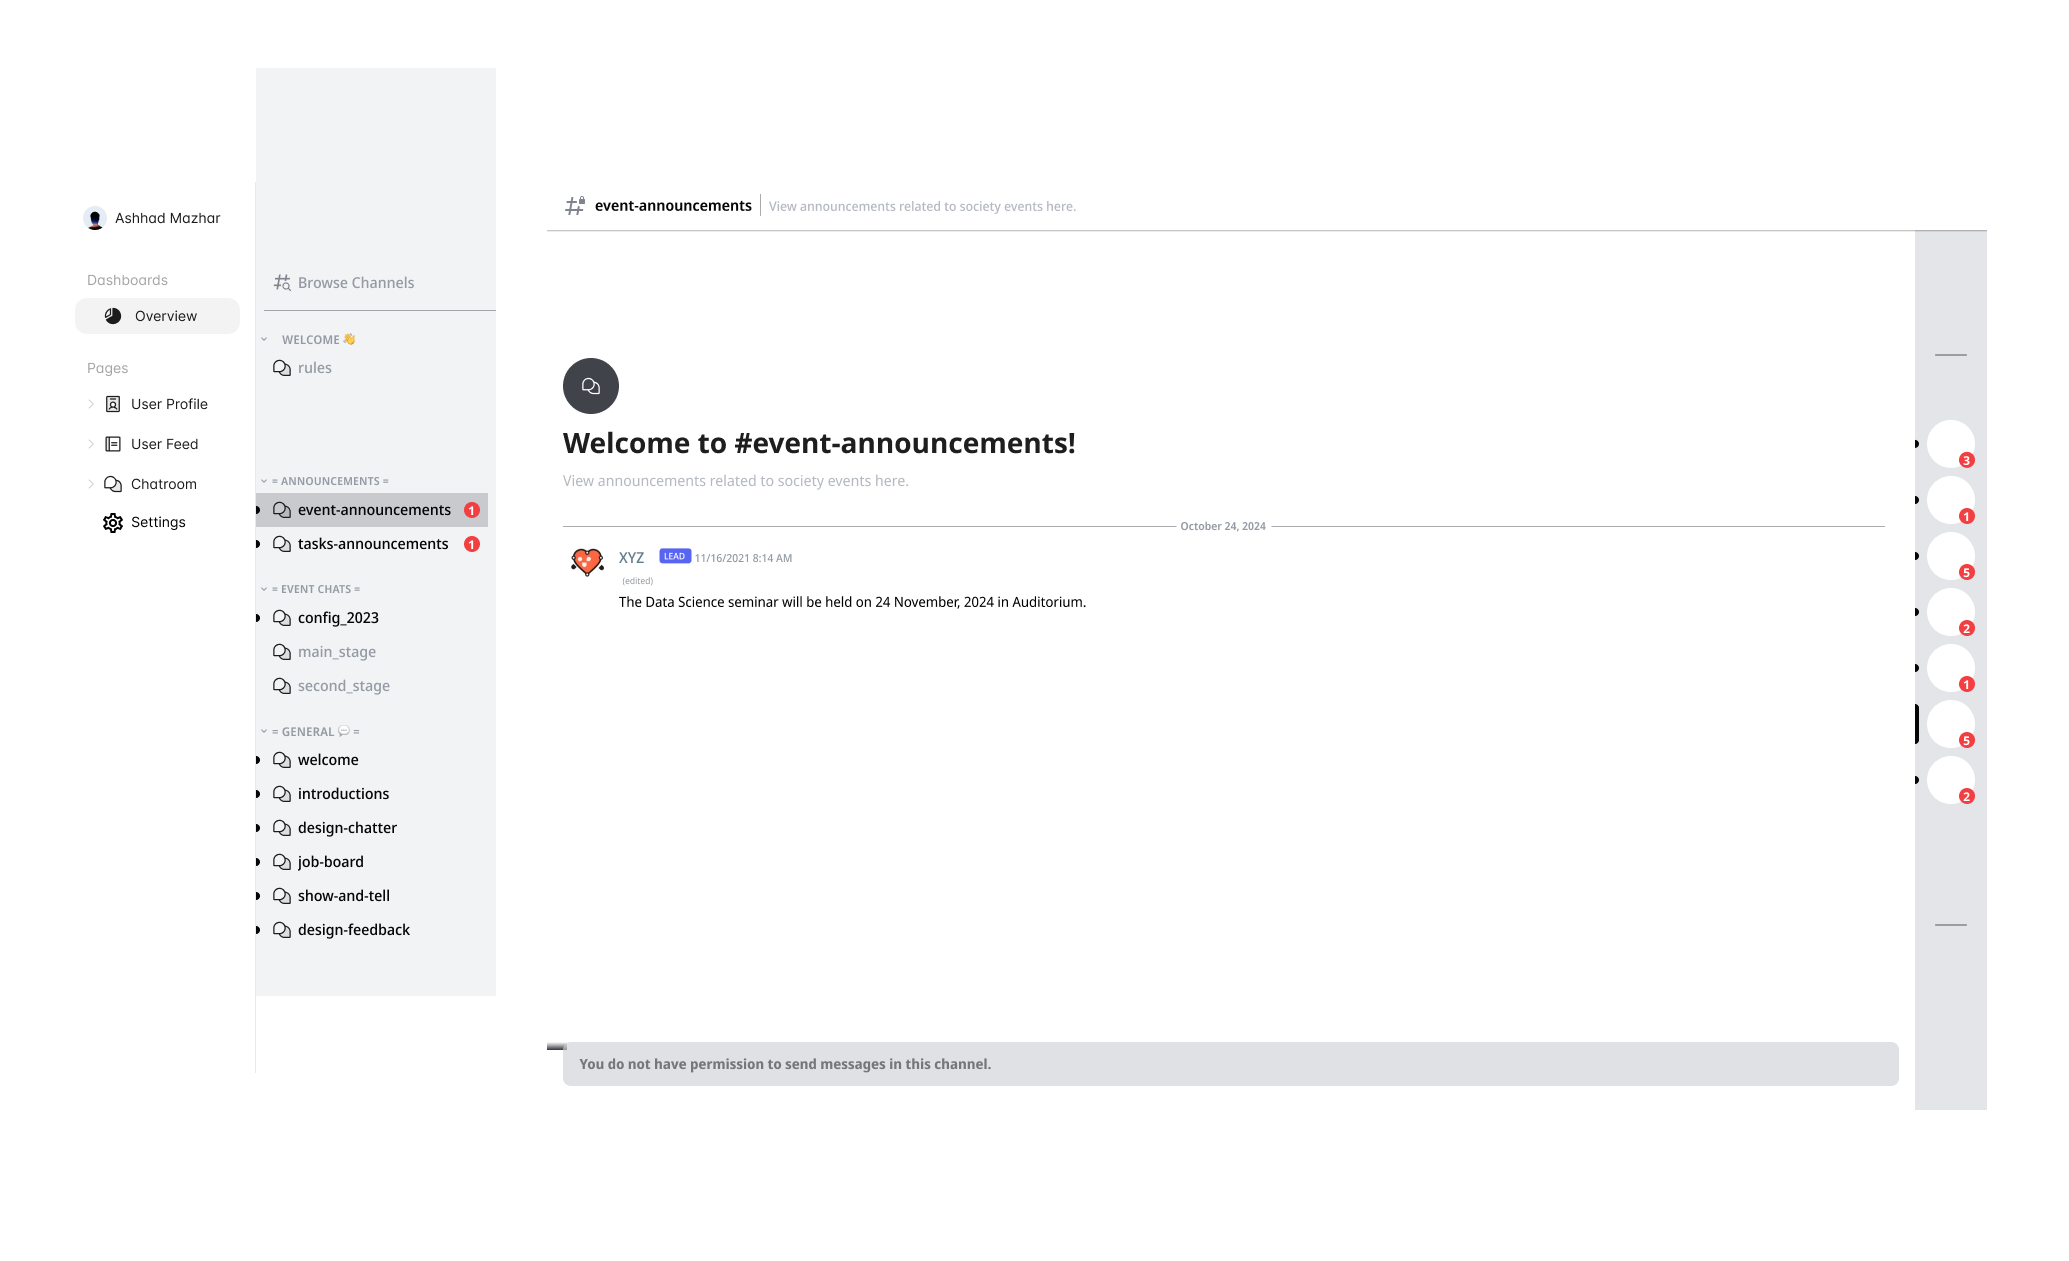 Ashhad Mazhar
Dashboards
Overview
Pages
User Profile
User Feed
Chatroom
Settings
Browse Channels
WELCOME 👋
rules
= ANNOUNCEMENTS =
event-announcements 1
tasks-announcements 1
= EVENT CHATS =
config_2023
main_stage
second_stage
= GENERAL 💬 =
welcome
introductions
design-chatter
job-board
show-and-tell
design-feedback
event-announcements View announcements related to society events here.
Welcome to #event-announcements!
View announcements related to society events here.
October 24, 2024
XYZ LEAD 11/16/2021 8:14 AM
(edited)
The Data Science seminar will be held on 24 November, 2024 in Auditorium.
You do not have permission to send messages in this channel.
3
1
5
2
1
5
2